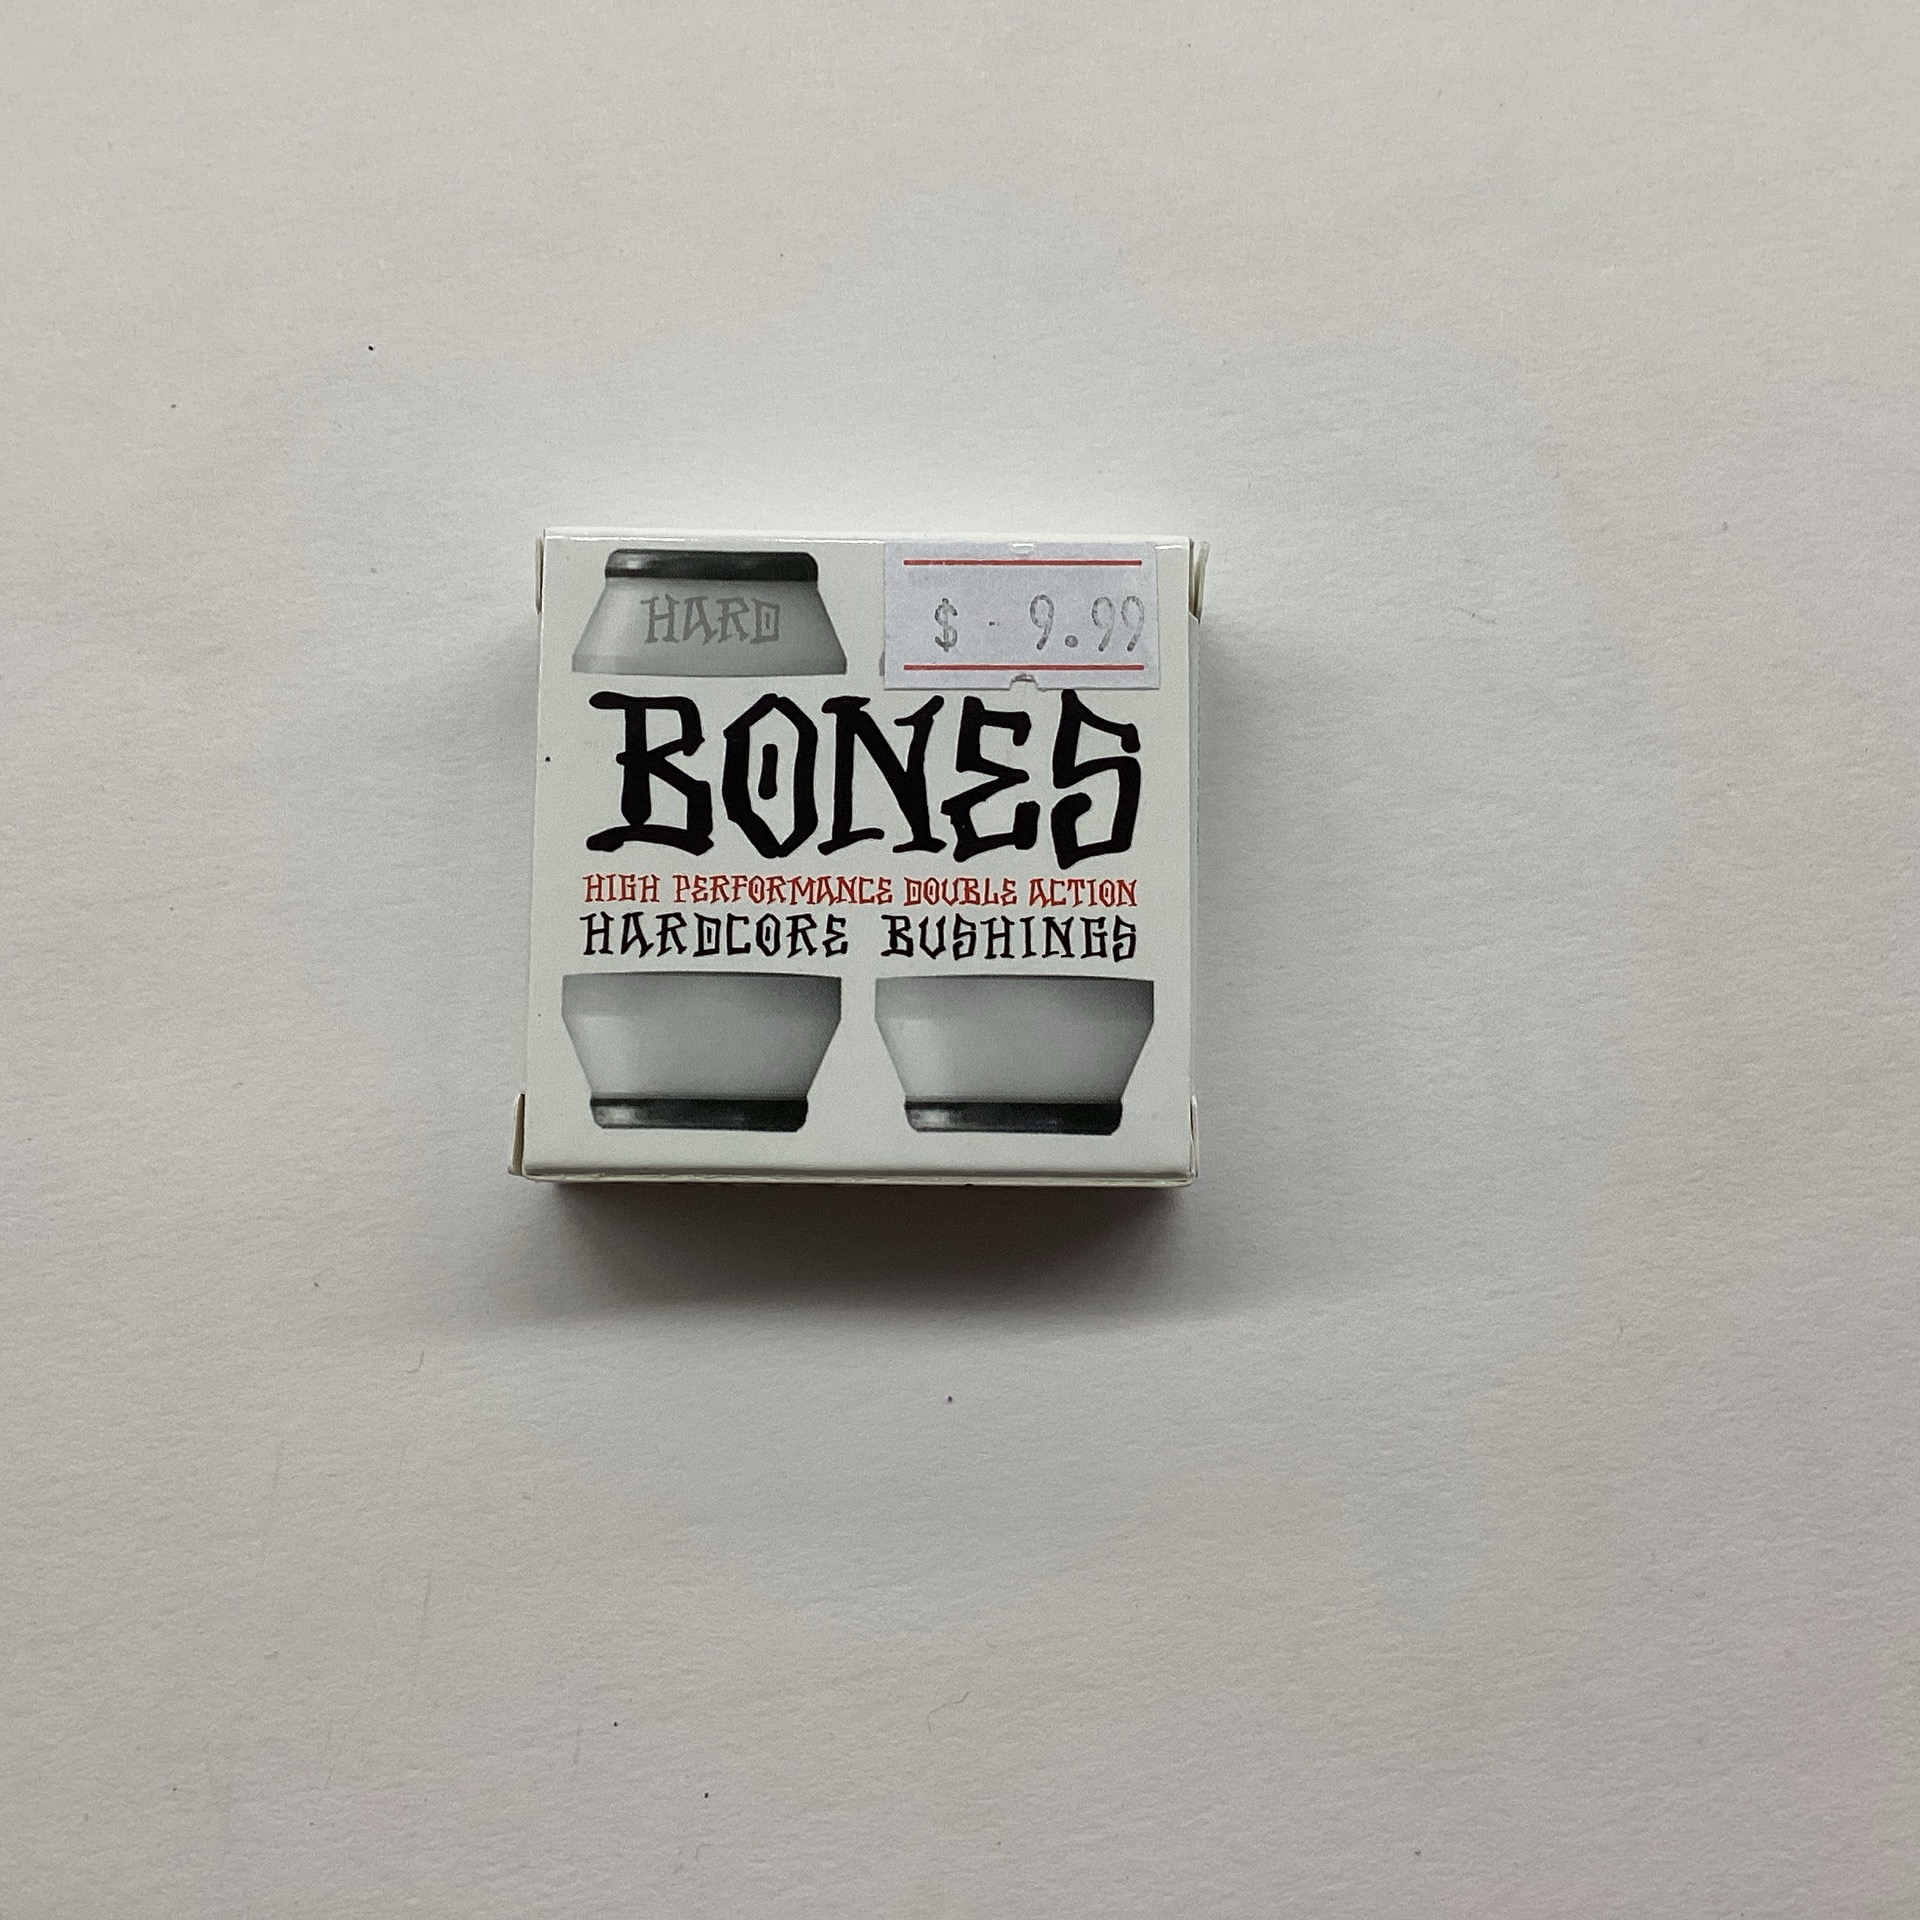 HARD
$ - 9.99
BONES
HIGH PERFORMANCE DOUBLE ACTION
HARDCORE BUSHINGS